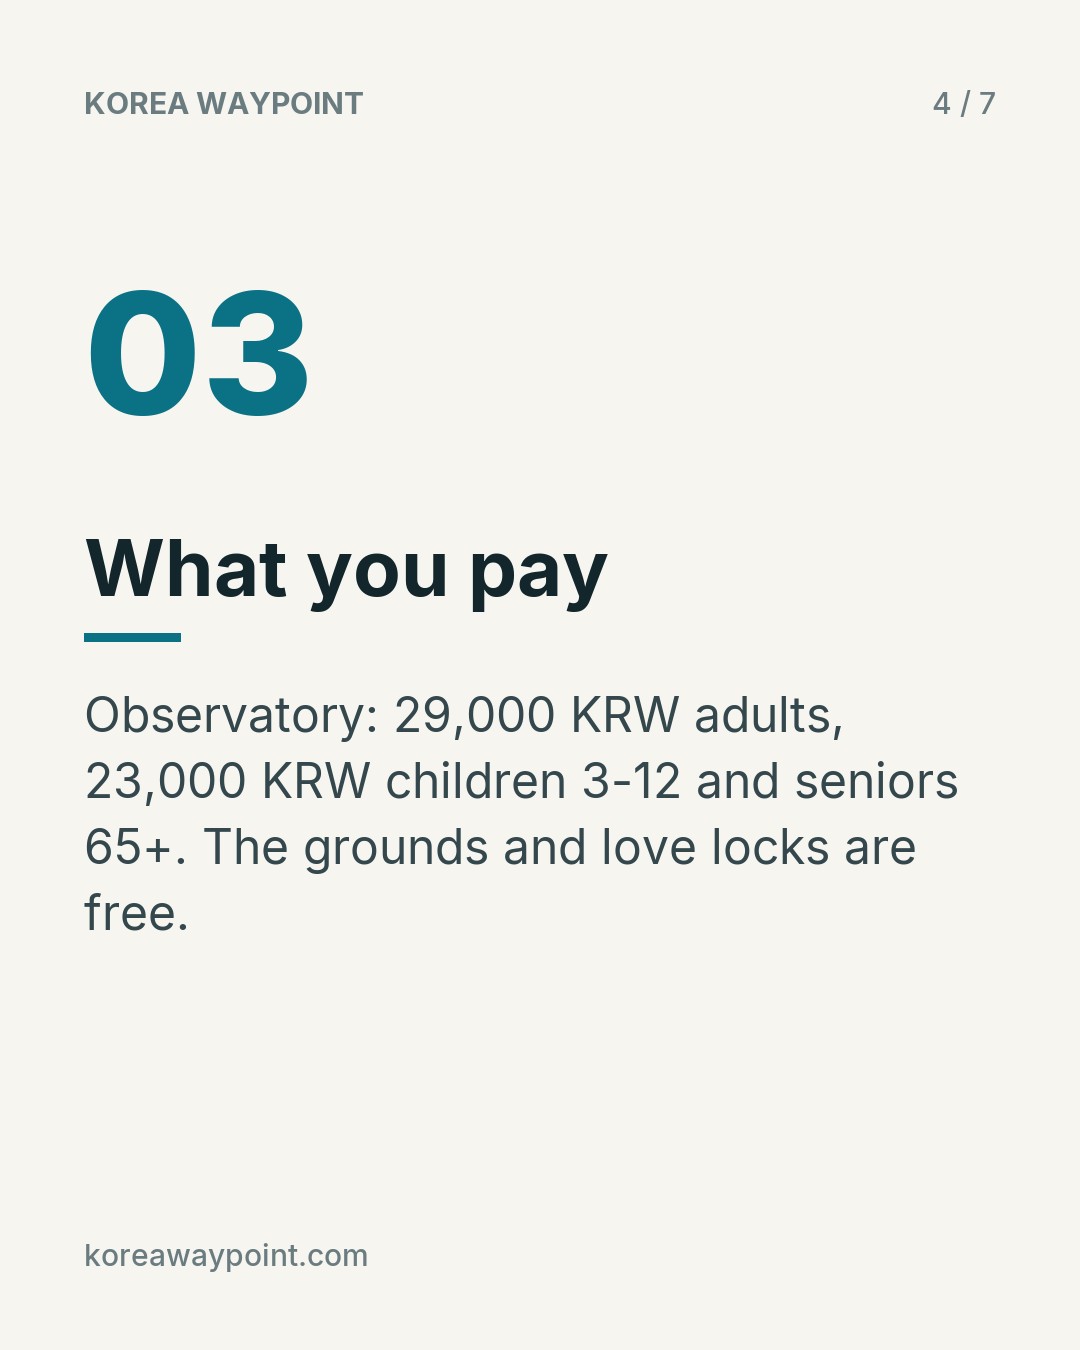 KOREA WAYPOINT
4 / 7
03
What you pay
Observatory: 29,000 KRW adults,
23,000 KRW children 3-12 and seniors
65+. The grounds and love locks are
free.
koreawaypoint.com